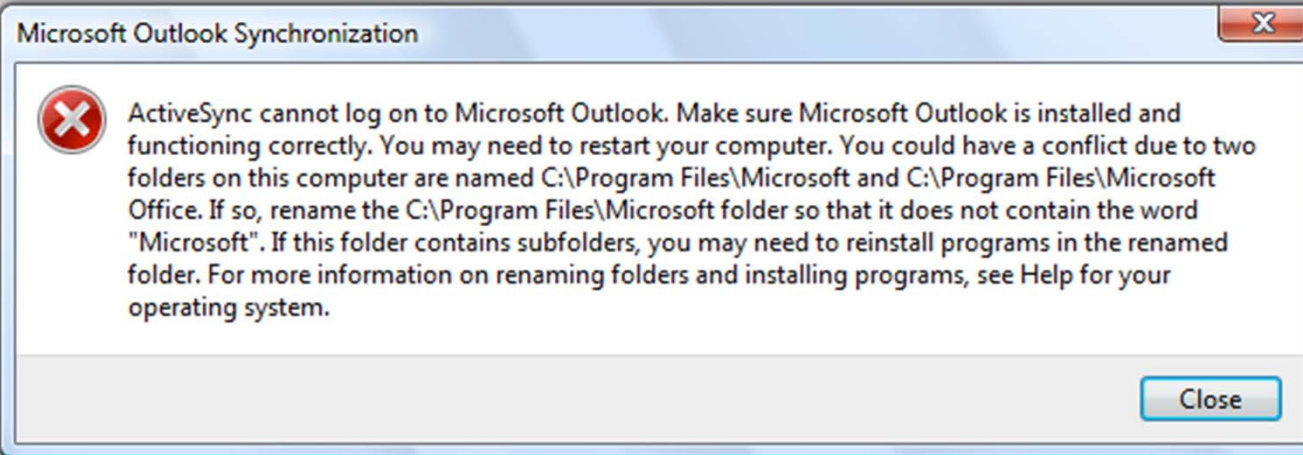 Microsoft Outlook Synchronization
ActiveSync cannot log on to Microsoft Outlook. Make sure Microsoft Outlook is installed and
functioning correctly. You may need to restart your computer. You could have a conflict due to two
folders on this computer are named C:\Program Files\Microsoft and C:\Program Files\Microsoft
Office. If so, rename the C:\Program Files\Microsoft folder so that it does not contain the word
"Microsoft". If this folder contains subfolders, you may need to reinstall programs in the renamed
folder. For more information on renaming folders and installing programs, see Help for your
operating system.
Close